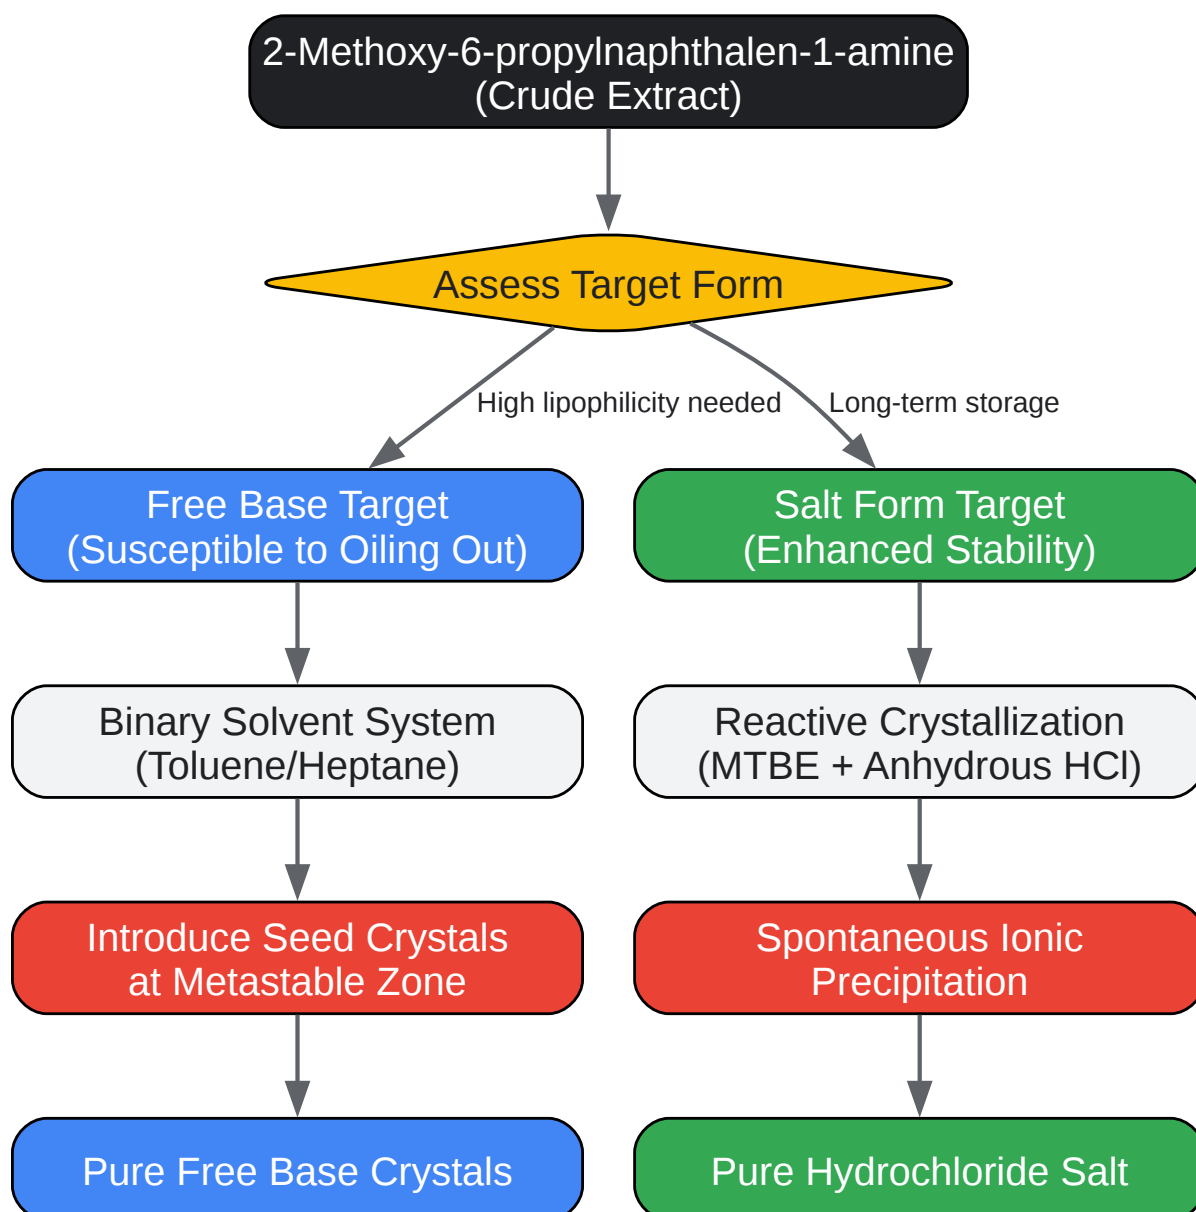 2-Methoxy-6-propylnaphthalen-1-amine
(Crude Extract)
Assess Target Form
High lipophilicity needed
Long-term storage
Free Base Target
(Susceptible to Oiling Out)
Salt Form Target
(Enhanced Stability)
Binary Solvent System
(Toluene/Heptane)
Reactive Crystallization
(MTBE + Anhydrous HCl)
Introduce Seed Crystals
at Metastable Zone
Spontaneous Ionic
Precipitation
Pure Free Base Crystals
Pure Hydrochloride Salt